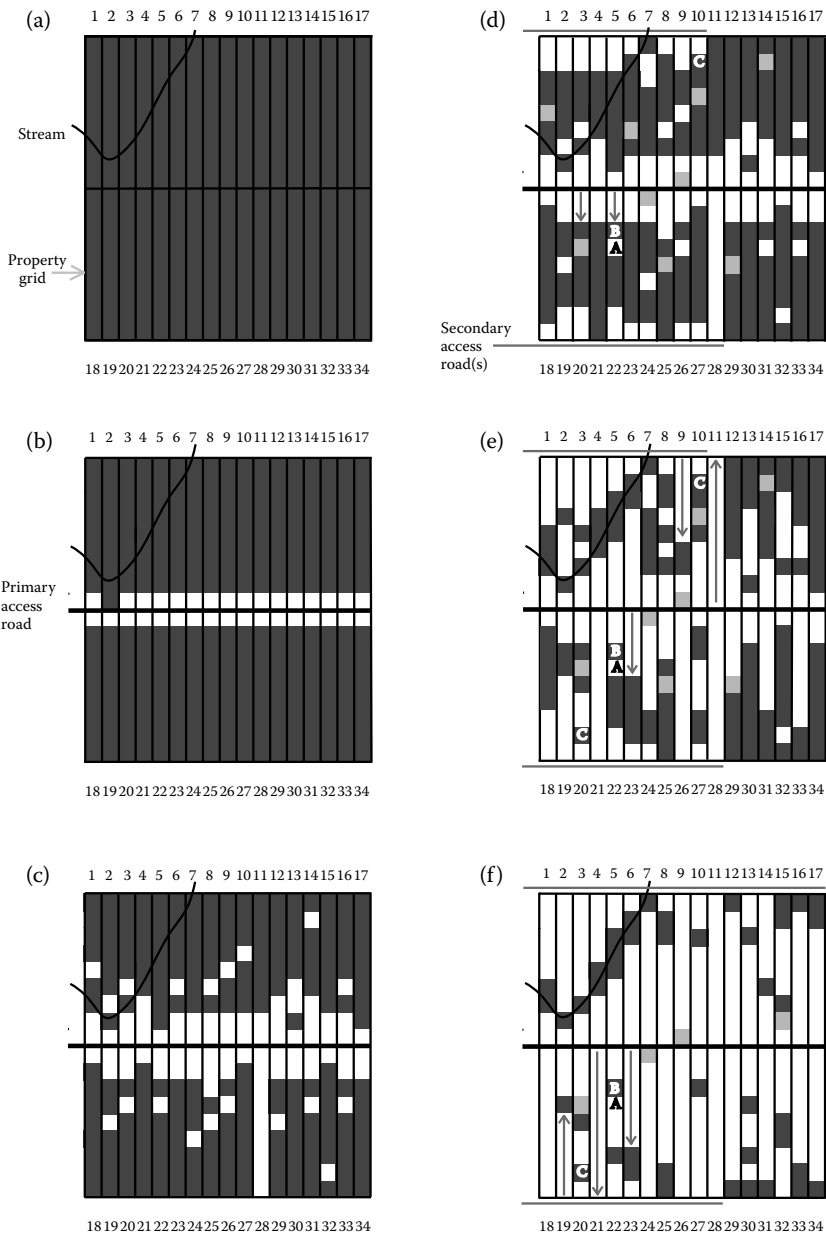 (a)
1 2 3 4 5 6 7 8 9 10 11 12 13 14 15 16 17
Stream
Property
grid
18 19 20 21 22 23 24 25 26 27 28 29 30 31 32 33 34
(b)
1 2 3 4 5 6 7 8 9 10 11 12 13 14 15 16 17
Primary
access
road
18 19 20 21 22 23 24 25 26 27 28 29 30 31 32 33 34
(c)
1 2 3 4 5 6 7 8 9 10 11 12 13 14 15 16 17
18 19 20 21 22 23 24 25 26 27 28 29 30 31 32 33 34
(d)
1 2 3 4 5 6 7 8 9 10 11 12 13 14 15 16 17
C
B
A
Secondary
access
road(s)
18 19 20 21 22 23 24 25 26 27 28 29 30 31 32 33 34
(e)
1 2 3 4 5 6 7 8 9 10 11 12 13 14 15 16 17
C
B
A
C
18 19 20 21 22 23 24 25 26 27 28 29 30 31 32 33 34
(f)
1 2 3 4 5 6 7 8 9 10 11 12 13 14 15 16 17
B
A
C
18 19 20 21 22 23 24 25 26 27 28 29 30 31 32 33 34